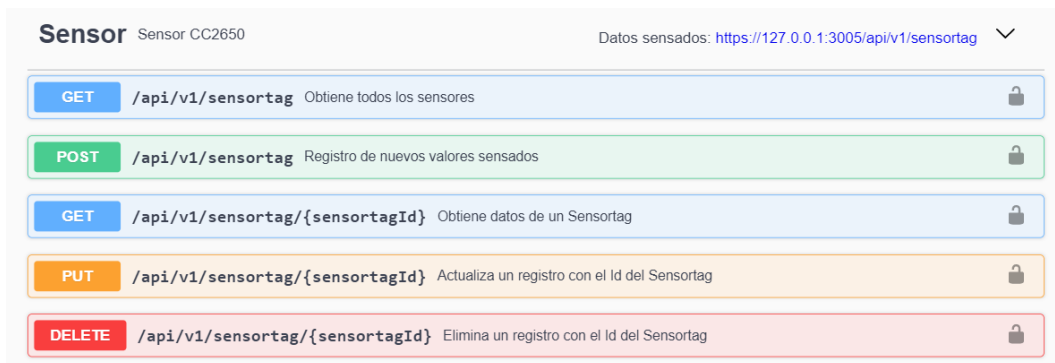 Sensor Sensor CC2650 Datos sensados: https://127.0.0.1:3005/api/v1/sensortag
GET /api/v1/sensortag Obtiene todos los sensores
POST /api/v1/sensortag Registro de nuevos valores sensados
GET /api/v1/sensortag/{sensortagId} Obtiene datos de un Sensortag
PUT /api/v1/sensortag/{sensortagId} Actualiza un registro con el Id del Sensortag
DELETE /api/v1/sensortag/{sensortagId} Elimina un registro con el Id del Sensortag